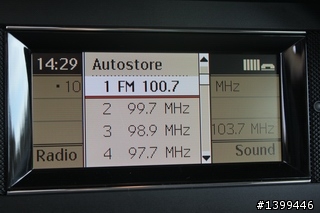 14:29
Autostore
• 10
1 FM 100.7
MHz
2 99.7 MHz
3 98.9 MHz
103.7 MHz
4 97.7 MHz
Radio
Sound
#1399446